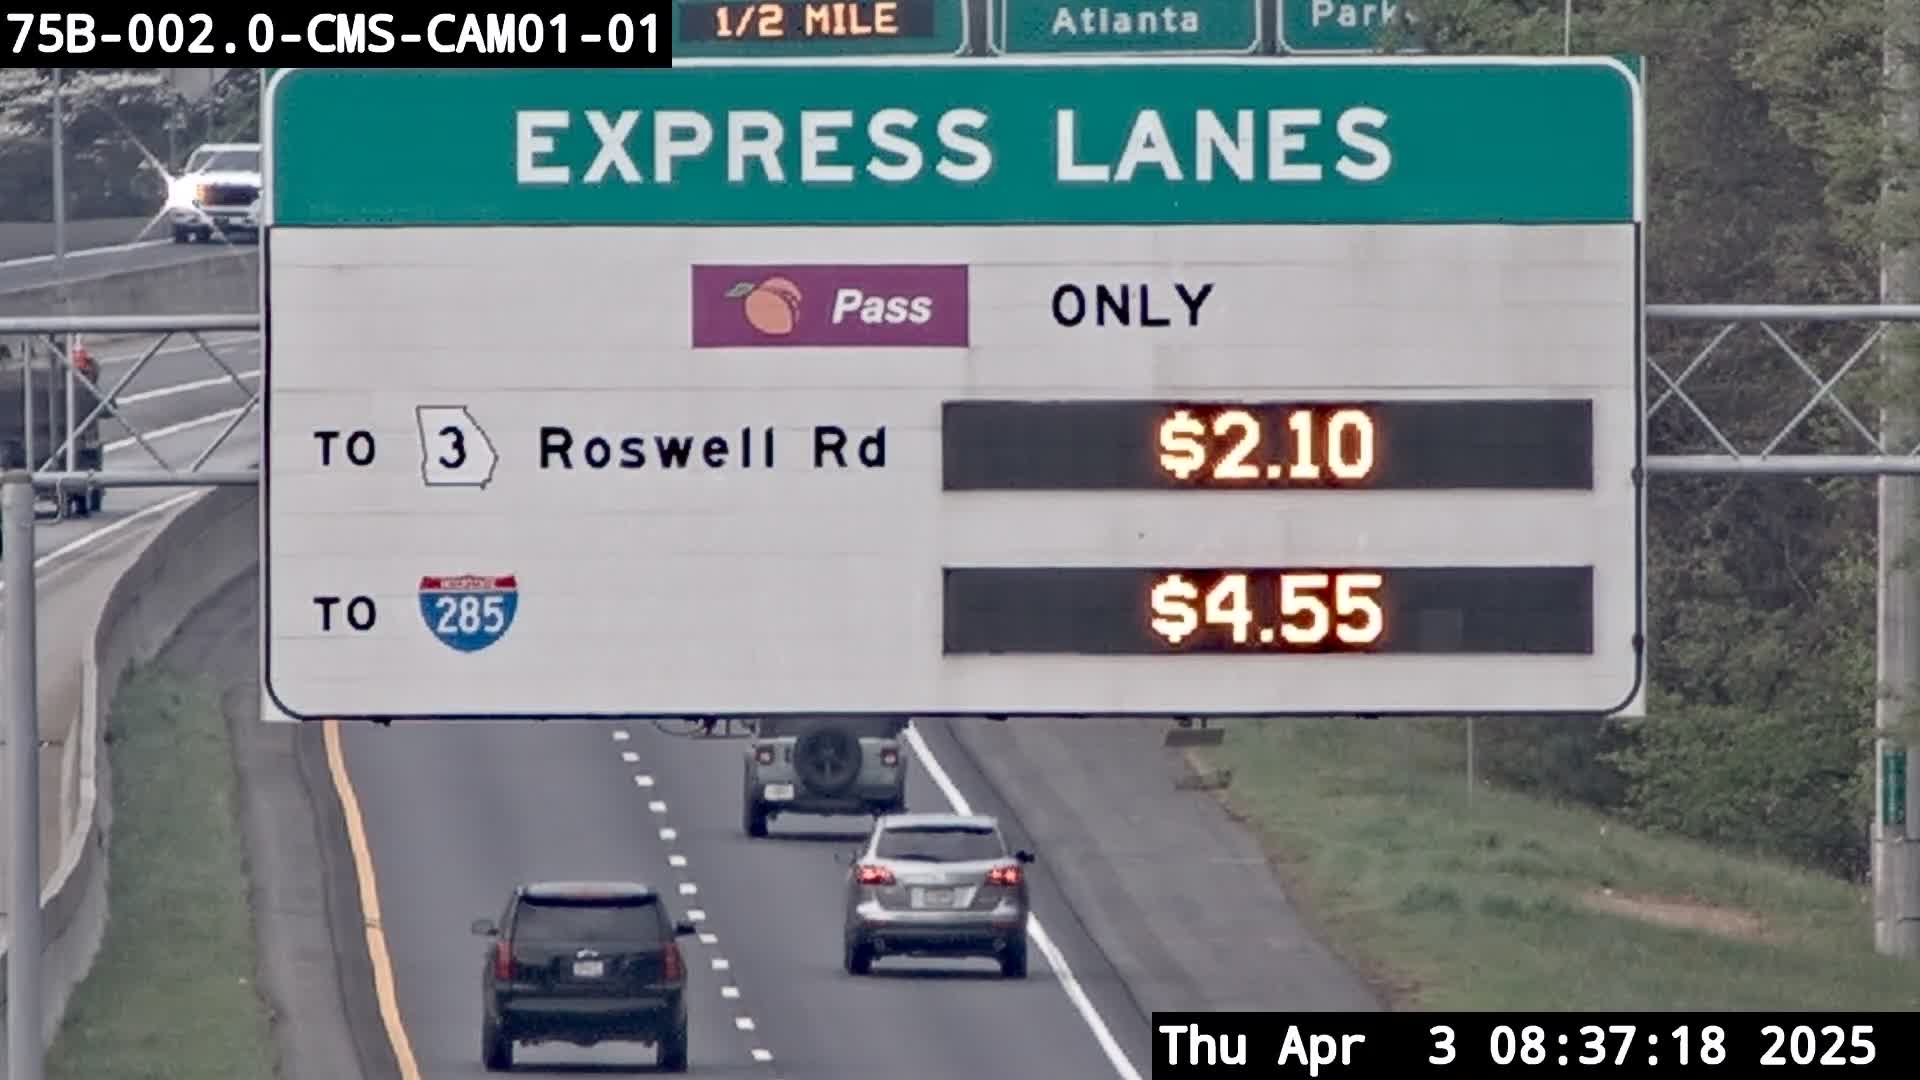 75B-002.0-CMS-CAM01-01
1/2 MILE
Atlanta
Park
EXPRESS LANES
Pass ONLY
TO 3 Roswell Rd $2.10
TO 285 $4.55
Thu Apr 3 08:37:18 2025